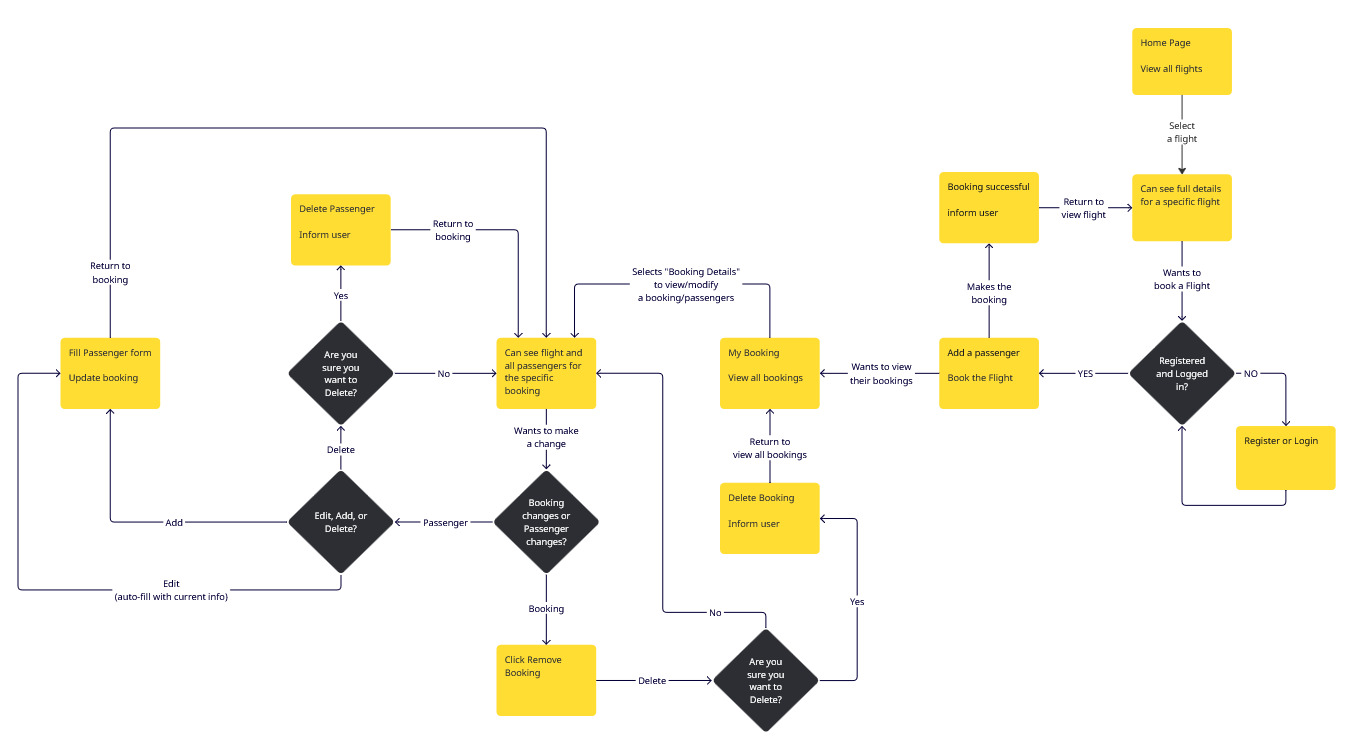 Home Page
View all flights
Select
a flight
Booking successful
inform user
Return to
view flight
Can see full details
for a specific flight
Delete Passenger
Inform user
Return to
booking
Return to
booking
Yes
Selects "Booking Details"
to view/modify
a booking/passengers
Makes the
booking
Wants to
book a Flight
Fill Passenger form
Update booking
Are you
sure you
want to
Delete?
No
Can see flight and
all passengers for
the specific
booking
My Booking
View all bookings
Wants to view
their bookings
Add a passenger
Book the Flight
YES
Registered
and Logged
in?
NO
Register or Login
Delete
Wants to make
a change
Return to
view all bookings
Add
Edit, Add, or
Delete?
Passenger
Booking
changes or
Passenger
changes?
Delete Booking
Inform user
Edit
(auto-fill with current info)
Booking
No
Yes
Click Remove
Booking
Delete
Are you
sure you
want to
Delete?